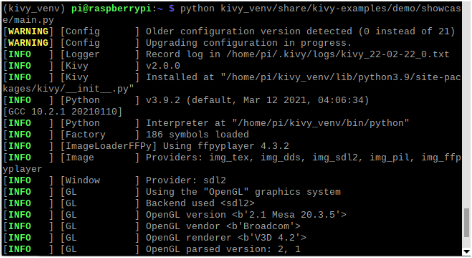 (kivy_venv) pi@raspberrypi:~ $ python kivy_venv/share/kivy-examples/demo/showcas
e/main.py
[WARNING] [Config      ] Older configuration version detected (0 instead of 21)
[WARNING] [Config      ] Upgrading configuration in progress.
[INFO   ] [Logger      ] Record log in /home/pi/.kivy/logs/kivy_22-02-22_0.txt
[INFO   ] [Kivy        ] v2.0.0
[INFO   ] [Kivy        ] Installed at "/home/pi/kivy_venv/lib/python3.9/site-pac
kages/kivy/__init__.py"
[INFO   ] [Python      ] v3.9.2 (default, Mar 12 2021, 04:06:34)
[GCC 10.2.1 20210110]
[INFO   ] [Python      ] Interpreter at "/home/pi/kivy_venv/bin/python"
[INFO   ] [Factory     ] 186 symbols loaded
[INFO   ] [ImageLoaderFFPy] Using ffpyplayer 4.3.2
[INFO   ] [Image       ] Providers: img_tex, img_dds, img_sdl2, img_pil, img_ffp
yplayer
[INFO   ] [Window      ] Provider: sdl2
[INFO   ] [GL          ] Using the "OpenGL" graphics system
[INFO   ] [GL          ] Backend used <sdl2>
[INFO   ] [GL          ] OpenGL version <b'2.1 Mesa 20.3.5'>
[INFO   ] [GL          ] OpenGL vendor <b'Broadcom'>
[INFO   ] [GL          ] OpenGL renderer <b'V3D 4.2'>
[INFO   ] [GL          ] OpenGL parsed version: 2, 1